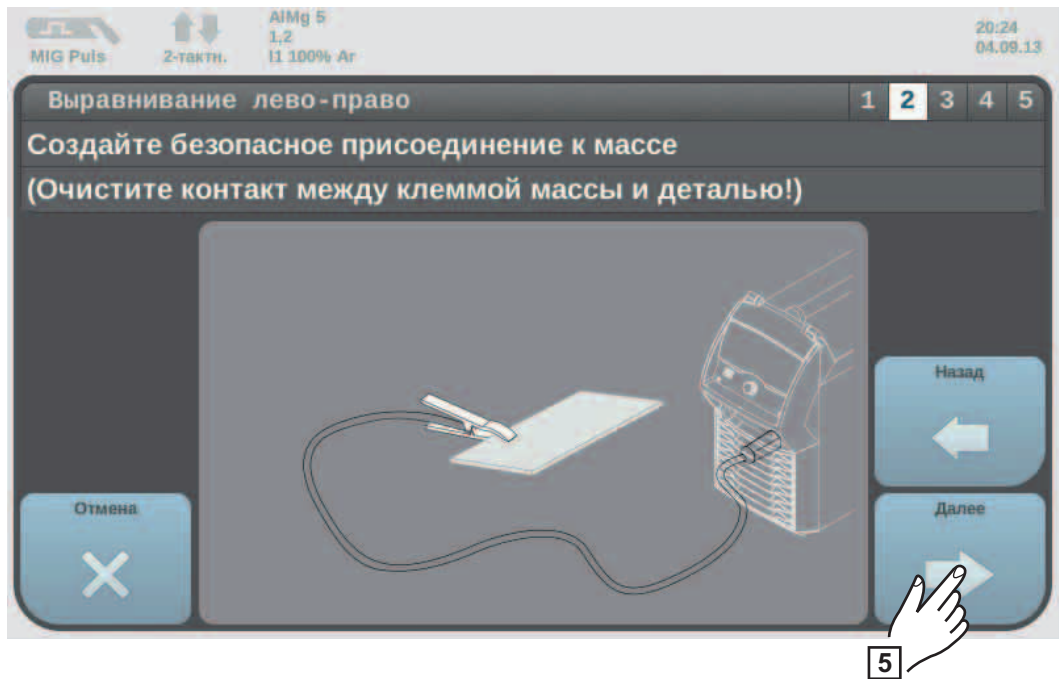 MIG Puls
2-тактн.
AlMg 5
1,2
I1 100% Ar
20:24
04.09.13
Выравнивание лево-право
1 2 3 4 5
Создайте безопасное присоединение к массе
(Очистите контакт между клеммой массы и деталью!)
Назад
Отмена
Далее
5